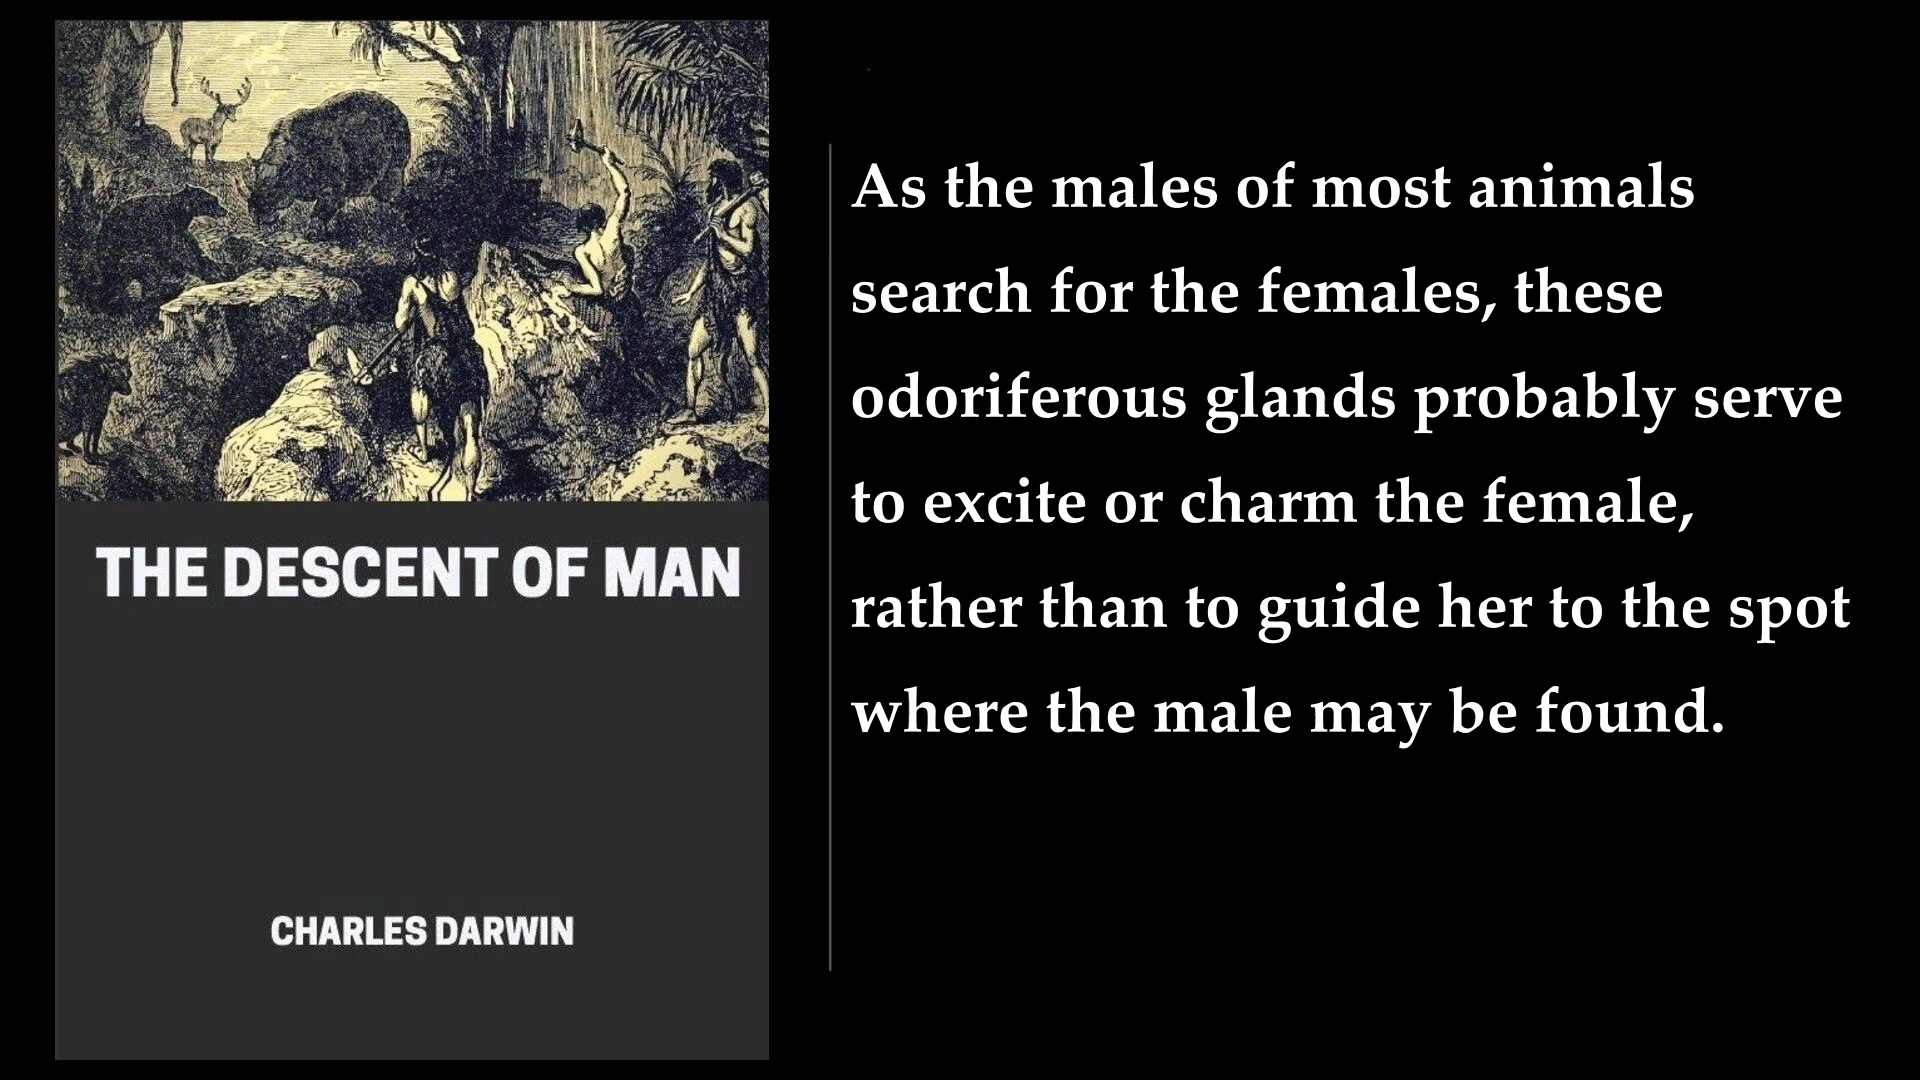 THE DESCENT OF MAN
CHARLES DARWIN
As the males of most animals
search for the females, these
odoriferous glands probably serve
to excite or charm the female,
rather than to guide her to the spot
where the male may be found.